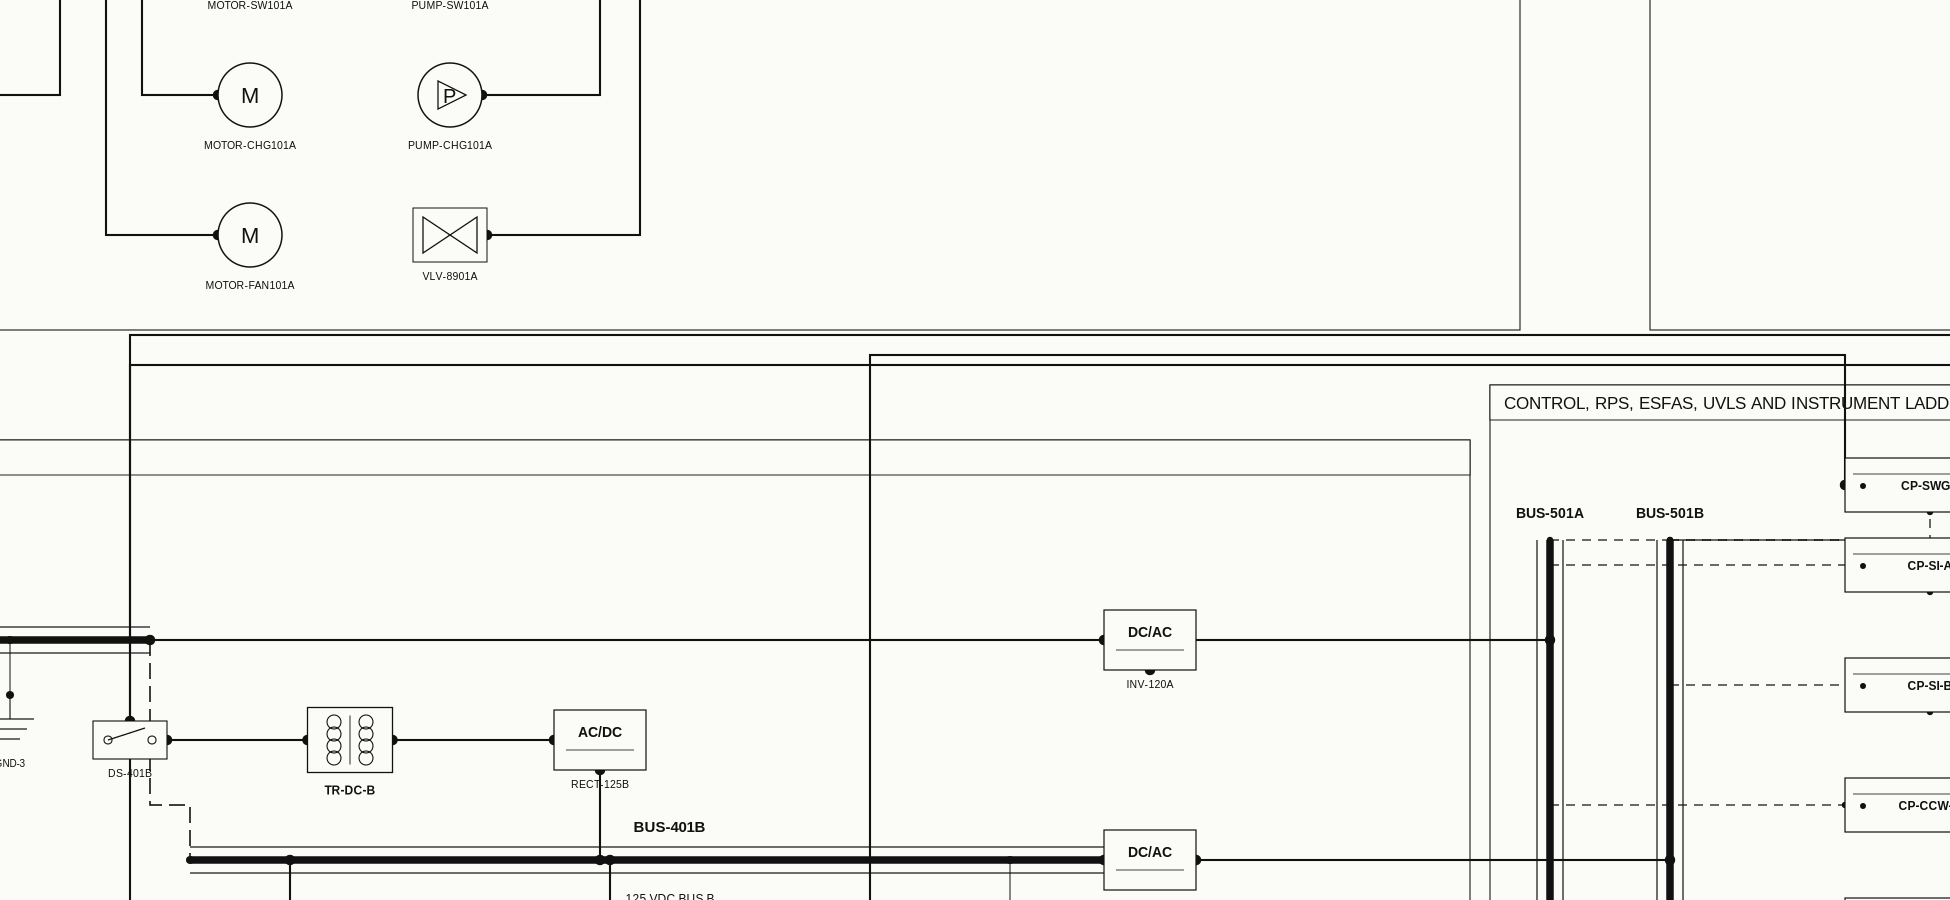 MOTOR-SW101A
PUMP-SW101A
M
P
MOTOR-CHG101A
PUMP-CHG101A
M
MOTOR-FAN101A
VLV-8901A
CONTROL, RPS, ESFAS, UVLS AND INSTRUMENT LADD
CP-SWG
BUS-501A
BUS-501B
CP-SI-A
DC/AC
INV-120A
CP-SI-B
GND-3
DS-401B
TR-DC-B
AC/DC
RECT-125B
CP-CCW-
BUS-401B
DC/AC
125 VDC BUS B